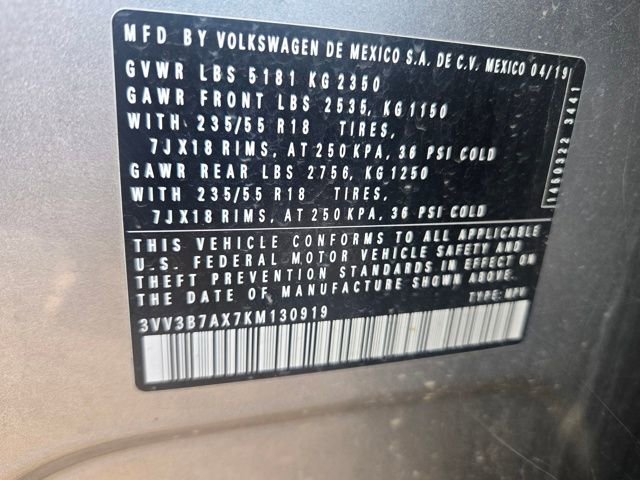 MFD BY VOLKSWAGEN DE MEXICO S.A. DE C.V. MEXICO 04/19
GVWR LBS 5181 KG 2350
GAWR FRONT LBS 2535, KG 1150
WITH 235/55 R18 TIRES,
7JX18 RIMS, AT 250 KPA, 36 PSI COLD
GAWR REAR LBS 2756, KG 1250
WITH 235/55 R18 TIRES,
7JX18 RIMS, AT 250 KPA, 36 PSI COLD
1450322 3441
THIS VEHICLE CONFORMS TO ALL APPLICABLE
U.S. FEDERAL MOTOR VEHICLE SAFETY AND
THEFT PREVENTION STANDARDS IN EFFECT ON
THE DATE OF MANUFACTURE SHOWN ABOVE.
3VV3B7AX7KM130919 TYPE: MPV